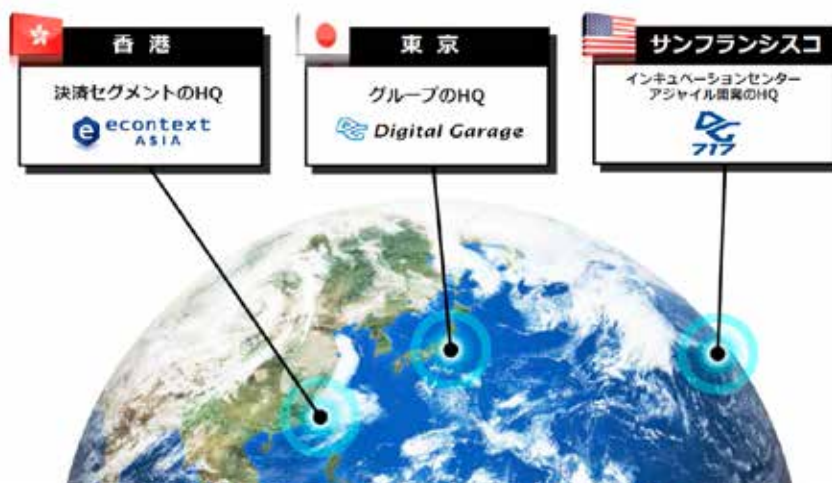 香港
決済セグメントのHQ
econtext
ASIA
東京
グループのHQ
DG Digital Garage
サンフランシスコ
インキュベーションセンター
アジャイル開発のHQ
DG
717